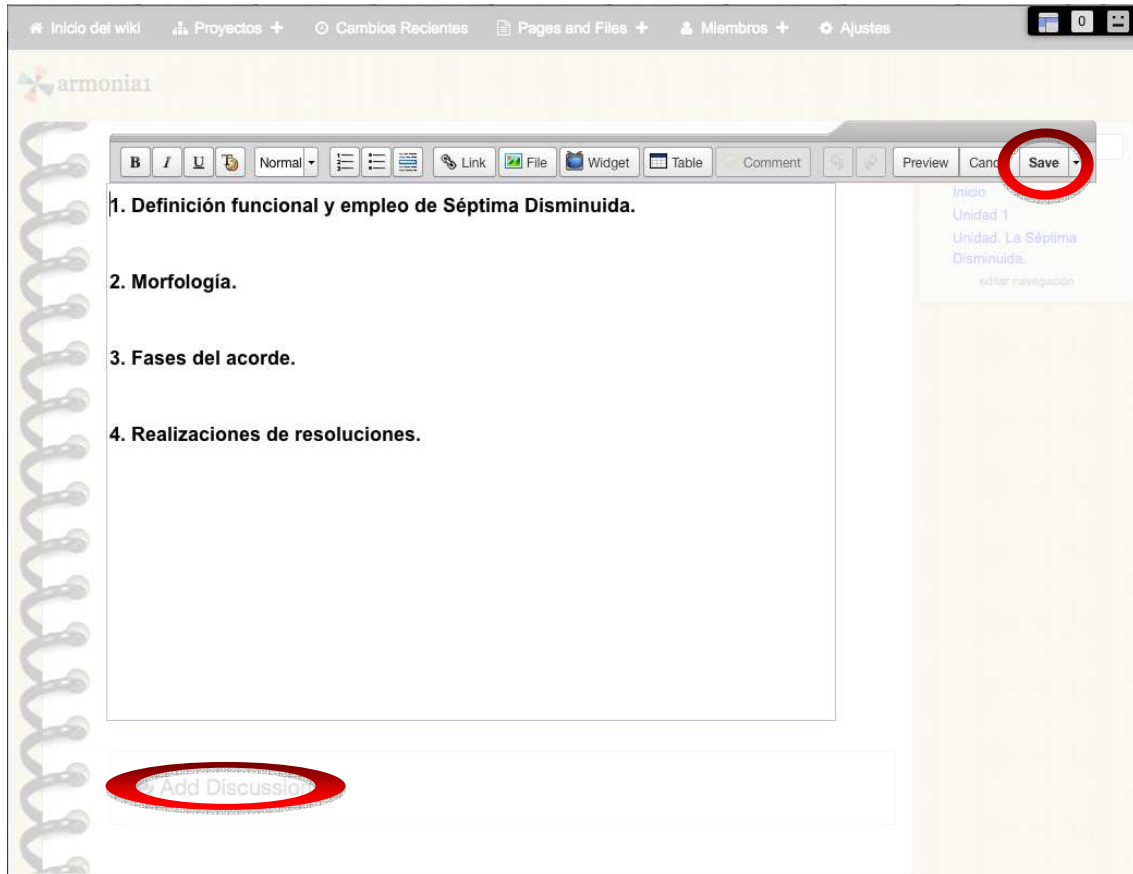 Inicio del wiki Proyectos + Cambios Recientes Pages and Files + Miembros + Ajustes 0
armonia1
B I U Normal Link File Widget Table Comment Preview Save
1. Definición funcional y empleo de Séptima Disminuida.
Inicio
Unidad 1
Unidad. La Séptima
Disminuida.
editar navegación
2. Morfología.
3. Fases del acorde.
4. Realizaciones de resoluciones.
Add Discussion